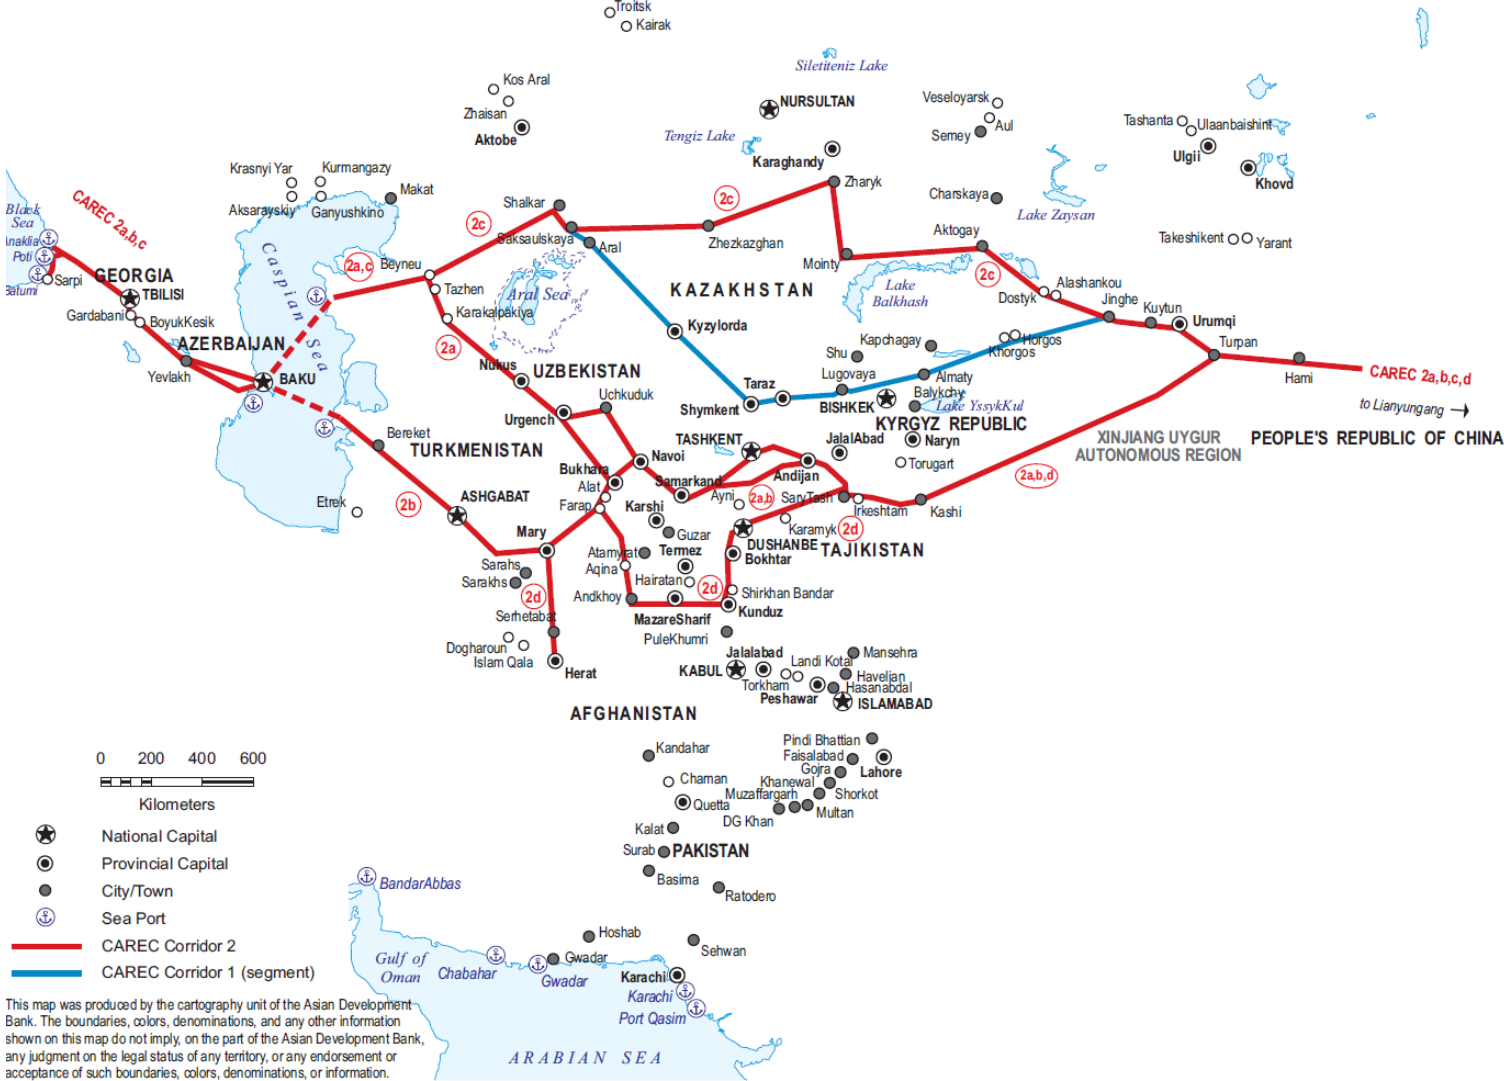 Troitsk
Kairak
Kos Aral
Zhaisan
Aktobe
Siletiteniz Lake
NURSULTAN
Tengiz Lake
Karaghandy
Zharyk
Veseloyarsk
Aul
Semey
Charskaya
Lake Zaysan
Tashanta
Ulaanbaishint
Ulgii
Khovd
Takeshikent
Yarant
Krasnyi Yar
Kurmangazy
Aksarayskiy
Ganyushkino
Makat
CAREC 2a,b,c
Black
Sea
Anaklia
Poti
Batumi
Sarpi
GEORGIA
TBILISI
Gardabani
BoyukKesik
AZERBAIJAN
Yevlakh
BAKU
Caspian Sea
2a,c
Beyneu
2c
Shalkar
Saksaulskaya
Aral
2c
Zhezkazghan
Mointy
Aktogay
2c
Dostyk
Alashankou
Jinghe
Kuytun
Urumqi
Turpan
Hami
CAREC 2a,b,c,d
to Lianyungang
Tazhen
Karakalpakiya
2a
Aral Sea
KAZAKHSTAN
Lake
Balkhash
Kyzylorda
Kapchagay
Shu
Lugovaya
Khorgos
Horgos
Almaty
Balykchy
Lake YssykKul
Taraz
Shymkent
BISHKEK
KYRGYZ REPUBLIC
Nukus
UZBEKISTAN
Uchkuduk
Urgench
TASHKENT
JalalAbad
Naryn
Torugart
XINJIANG UYGUR
AUTONOMOUS REGION
PEOPLE'S REPUBLIC OF CHINA
2a,b,d
Bereket
TURKMENISTAN
Bukhara
Navoi
Alat
Samarkand
Andijan
Etrek
2b
ASHGABAT
Farap
Karshi
Ayni
2a,b
SaryTash
Irkeshtam
Kashi
Mary
Guzar
Karamyk
2d
DUSHANBE
TAJIKISTAN
Bokhtar
Atamyrat
Termez
Aqina
Sarahs
Sarakhs
2d
Hairatan
2d
Shirkhan Bandar
Andkhoy
MazareSharif
Kunduz
Serhetabat
PuleKhumri
Dogharoun
Islam Qala
Herat
Jalalabad
KABUL
Landi Kotal
Torkham
Mansehra
Havelian
Hasanabdal
Peshawar
ISLAMABAD
AFGHANISTAN
Kandahar
Pindi Bhattian
Faisalabad
Gojra
Lahore
Chaman
Khanewal
Muzaffargarh
Shorkot
Quetta
DG Khan
Multan
Kalat
Surab
PAKISTAN
Basima
Ratodero
0 200 400 600
Kilometers
National Capital
Provincial Capital
City/Town
Sea Port
CAREC Corridor 2
CAREC Corridor 1 (segment)
BandarAbbas
Hoshab
Sehwan
Gulf of
Oman
Chabahar
Gwadar
Gwadar
Karachi
Karachi
Port Qasim
ARABIAN SEA
This map was produced by the cartography unit of the Asian Development
Bank. The boundaries, colors, denominations, and any other information
shown on this map do not imply, on the part of the Asian Development Bank,
any judgment on the legal status of any territory, or any endorsement or
acceptance of such boundaries, colors, denominations, or information.